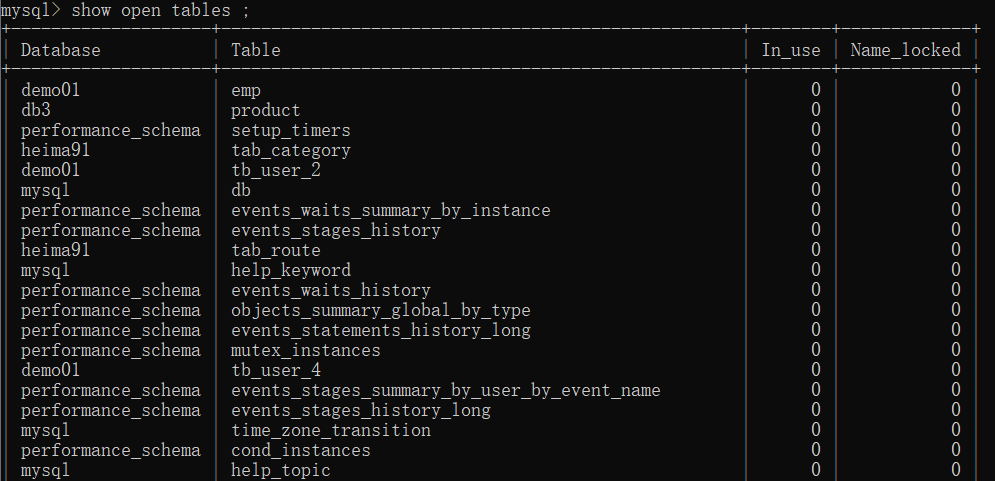 mysql> show open tables ;
+--------------------+----------------------------------------------------+--------+-------------+
| Database | Table | In_use | Name_locked |
+--------------------+----------------------------------------------------+--------+-------------+
| demo01 | emp | 0 | 0 |
| db3 | product | 0 | 0 |
| performance_schema | setup_timers | 0 | 0 |
| heima91 | tab_category | 0 | 0 |
| demo01 | tb_user_2 | 0 | 0 |
| mysql | db | 0 | 0 |
| performance_schema | events_waits_summary_by_instance | 0 | 0 |
| performance_schema | events_stages_history | 0 | 0 |
| heima91 | tab_route | 0 | 0 |
| mysql | help_keyword | 0 | 0 |
| performance_schema | events_waits_history | 0 | 0 |
| performance_schema | objects_summary_global_by_type | 0 | 0 |
| performance_schema | events_statements_history_long | 0 | 0 |
| performance_schema | mutex_instances | 0 | 0 |
| demo01 | tb_user_4 | 0 | 0 |
| performance_schema | events_stages_summary_by_user_by_event_name | 0 | 0 |
| performance_schema | events_stages_history_long | 0 | 0 |
| mysql | time_zone_transition | 0 | 0 |
| performance_schema | cond_instances | 0 | 0 |
| mysql | help_topic | 0 | 0 |